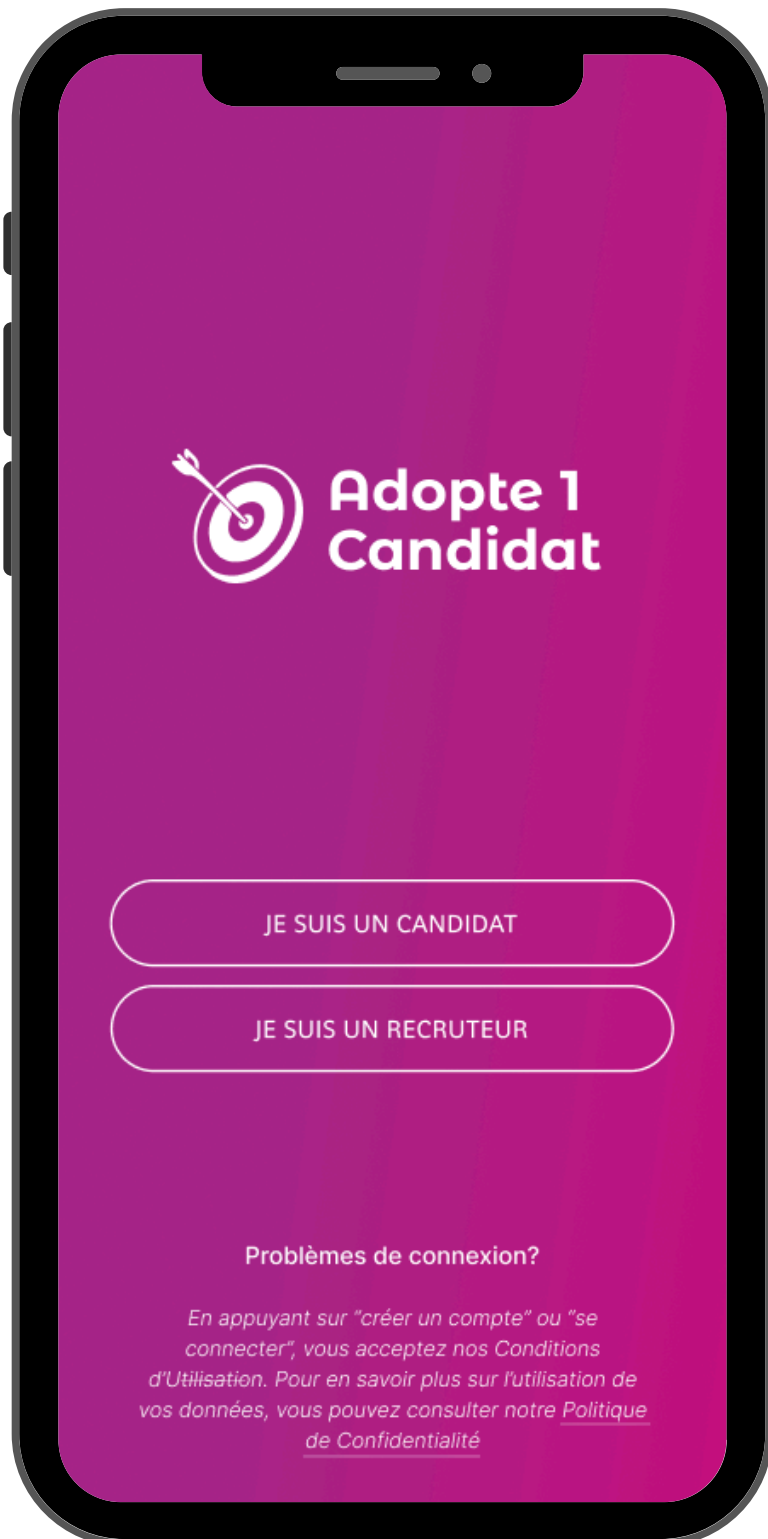 Adopte 1
Candidat
JE SUIS UN CANDIDAT
JE SUIS UN RECRUTEUR
Problèmes de connexion?
En appuyant sur “créer un compte” ou “se
connecter”, vous acceptez nos Conditions
d’Utilisation. Pour en savoir plus sur l’utilisation de
vos données, vous pouvez consulter notre Politique
de Confidentialité